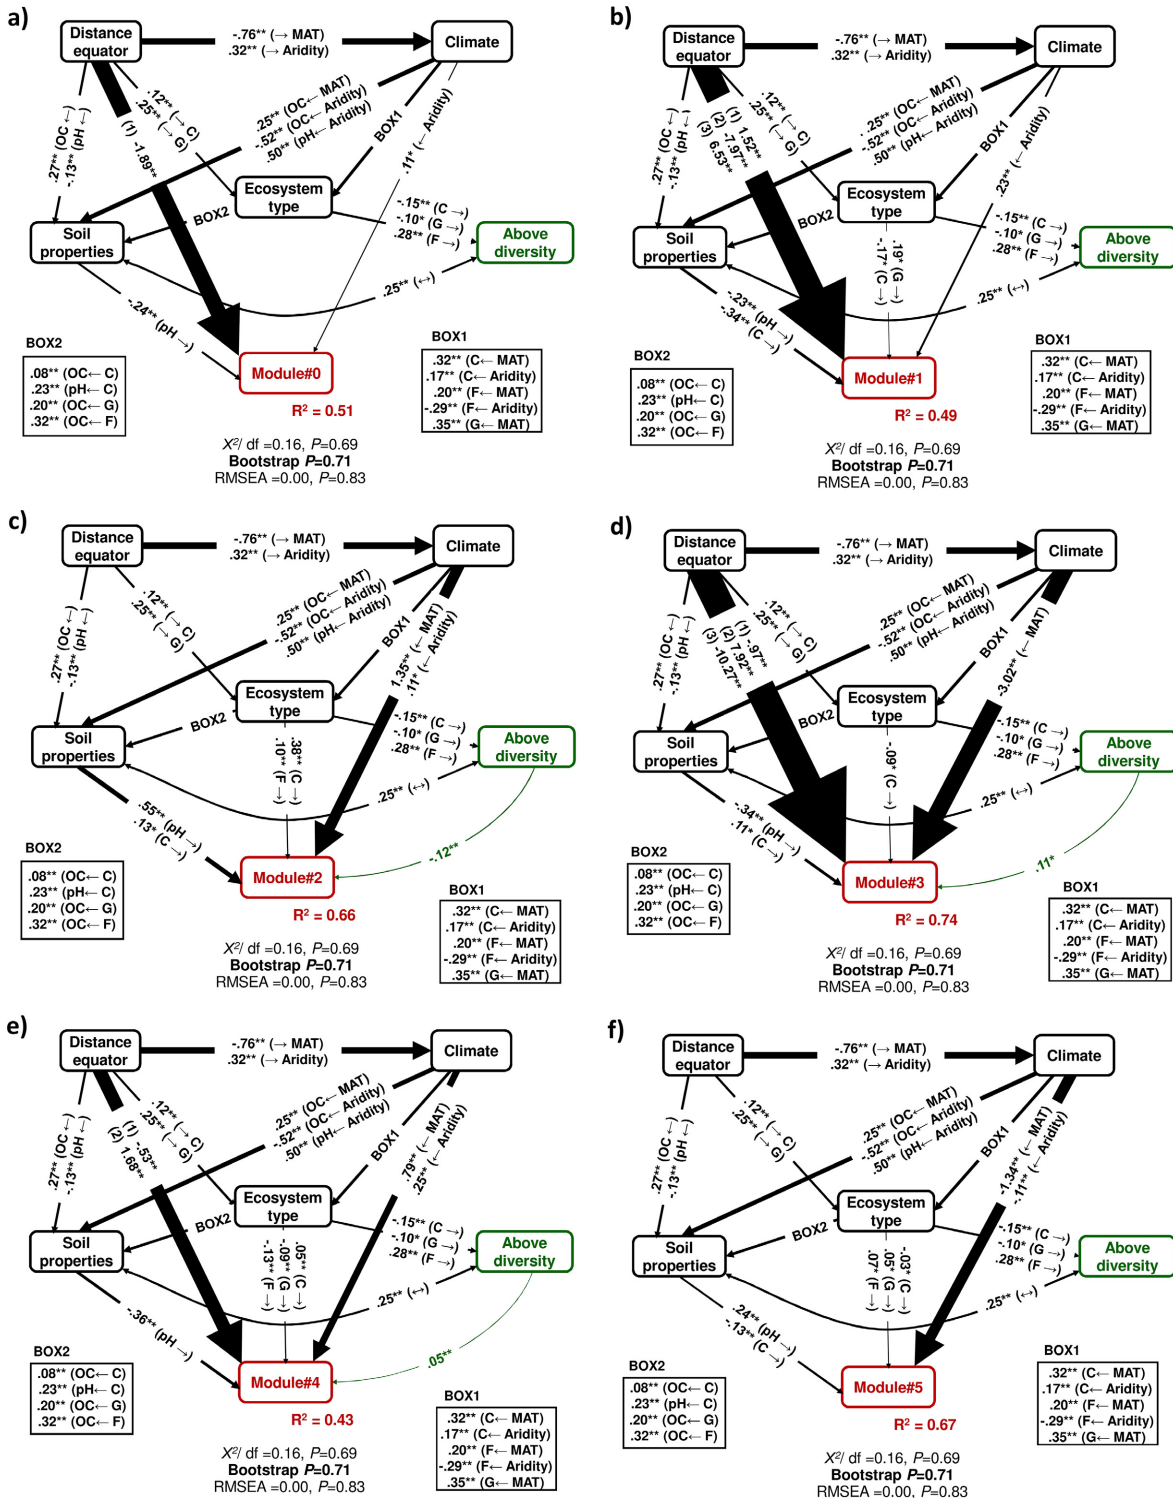 a)
Distance
equator
-.76** (→ MAT)
.32** (→ Aridity)
Climate
.27** (OC ←)
-.13** (pH ←)
(1) -1.89**
.12** (→ C)
.25** (→ G)
.25** (OC← MAT)
-.52** (OC← Aridity)
.50** (pH← Aridity)
BOX1
.11* (← Aridity)
Ecosystem
type
BOX2
-.15** (C →)
-.10* (G →)
.28** (F →)
Soil
properties
Above
diversity
.25** (↔)
-.24** (pH →)
BOX2
.08** (OC← C)
.23** (pH← C)
.20** (OC← G)
.32** (OC← F)
Module#0
R² = 0.51
BOX1
.32** (C← MAT)
.17** (C← Aridity)
.20** (F← MAT)
-.29** (F← Aridity)
.35** (G← MAT)
X²/ df =0.16, P=0.69
Bootstrap P=0.71
RMSEA =0.00, P=0.83
b)
Distance
equator
-.76** (→ MAT)
.32** (→ Aridity)
Climate
.27** (OC ←)
-.13** (pH ←)
(1) 1.52**
(2) -7.97**
(3) 6.53**
.12** (→ C)
.25** (→ G)
.25** (OC← MAT)
-.52** (OC← Aridity)
.50** (pH← Aridity)
BOX1
.23** (← Aridity)
Ecosystem
type
BOX2
-.15** (C →)
-.10* (G →)
.28** (F →)
Soil
properties
Above
diversity
.19* (G →)
-.17* (C →)
.25** (↔)
-.23** (pH →)
-.34** (C →)
BOX2
.08** (OC← C)
.23** (pH← C)
.20** (OC← G)
.32** (OC← F)
Module#1
R² = 0.49
BOX1
.32** (C← MAT)
.17** (C← Aridity)
.20** (F← MAT)
-.29** (F← Aridity)
.35** (G← MAT)
X²/ df =0.16, P=0.69
Bootstrap P=0.71
RMSEA =0.00, P=0.83
c)
Distance
equator
-.76** (→ MAT)
.32** (→ Aridity)
Climate
.27** (OC ←)
-.13** (pH ←)
.12** (→ C)
.25** (→ G)
.25** (OC← MAT)
-.52** (OC← Aridity)
.50** (pH← Aridity)
BOX1
1.35** (← MAT)
.11* (← Aridity)
Ecosystem
type
BOX2
-.15** (C →)
-.10* (G →)
.28** (F →)
Soil
properties
Above
diversity
.38** (C →)
.10** (F →)
.25** (↔)
.55** (pH →)
.13* (C →)
-.12**
BOX2
.08** (OC← C)
.23** (pH← C)
.20** (OC← G)
.32** (OC← F)
Module#2
R² = 0.66
BOX1
.32** (C← MAT)
.17** (C← Aridity)
.20** (F← MAT)
-.29** (F← Aridity)
.35** (G← MAT)
X²/ df =0.16, P=0.69
Bootstrap P=0.71
RMSEA =0.00, P=0.83
d)
Distance
equator
-.76** (→ MAT)
.32** (→ Aridity)
Climate
.27** (OC ←)
-.13** (pH ←)
(1) -.97**
(2) 7.92**
(3) -10.27**
.12** (→ C)
.25** (→ G)
.25** (OC← MAT)
-.52** (OC← Aridity)
.50** (pH← Aridity)
BOX1
-3.02** (← MAT)
Ecosystem
type
BOX2
-.15** (C →)
-.10* (G →)
.28** (F →)
Soil
properties
Above
diversity
-.09* (C →)
.25** (↔)
-.34** (pH →)
.11* (C →)
.11*
BOX2
.08** (OC← C)
.23** (pH← C)
.20** (OC← G)
.32** (OC← F)
Module#3
R² = 0.74
BOX1
.32** (C← MAT)
.17** (C← Aridity)
.20** (F← MAT)
-.29** (F← Aridity)
.35** (G← MAT)
X²/ df =0.16, P=0.69
Bootstrap P=0.71
RMSEA =0.00, P=0.83
e)
Distance
equator
-.76** (→ MAT)
.32** (→ Aridity)
Climate
.27** (OC ←)
-.13** (pH ←)
(1) -.53**
(2) 1.68**
.12** (→ C)
.25** (→ G)
.25** (OC← MAT)
-.52** (OC← Aridity)
.50** (pH← Aridity)
BOX1
.79** (← MAT)
.25** (← Aridity)
Ecosystem
type
BOX2
-.15** (C →)
-.10* (G →)
.28** (F →)
Soil
properties
Above
diversity
.05** (C →)
-.09** (G →)
-.13** (F →)
.25** (↔)
-.36** (pH →)
.05**
BOX2
.08** (OC← C)
.23** (pH← C)
.20** (OC← G)
.32** (OC← F)
Module#4
R² = 0.43
BOX1
.32** (C← MAT)
.17** (C← Aridity)
.20** (F← MAT)
-.29** (F← Aridity)
.35** (G← MAT)
X²/ df =0.16, P=0.69
Bootstrap P=0.71
RMSEA =0.00, P=0.83
f)
Distance
equator
-.76** (→ MAT)
.32** (→ Aridity)
Climate
.27** (OC ←)
-.13** (pH ←)
.12** (→ C)
.25** (→ G)
.25** (OC← MAT)
-.52** (OC← Aridity)
.50** (pH← Aridity)
BOX1
-1.34** (← MAT)
-.11** (← Aridity)
Ecosystem
type
BOX2
-.15** (C →)
-.10* (G →)
.28** (F →)
Soil
properties
Above
diversity
-.03* (C →)
.05* (G →)
.07* (F →)
.25** (↔)
.24** (pH →)
-.13** (C →)
BOX2
.08** (OC← C)
.23** (pH← C)
.20** (OC← G)
.32** (OC← F)
Module#5
R² = 0.67
BOX1
.32** (C← MAT)
.17** (C← Aridity)
.20** (F← MAT)
-.29** (F← Aridity)
.35** (G← MAT)
X²/ df =0.16, P=0.69
Bootstrap P=0.71
RMSEA =0.00, P=0.83